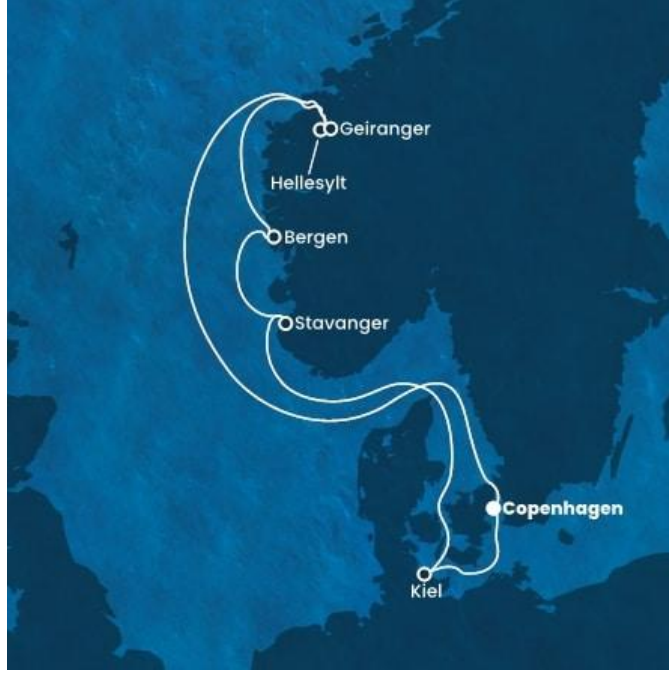 Geiranger
Hellesylt
Bergen
Stavanger
Copenhagen
Kiel